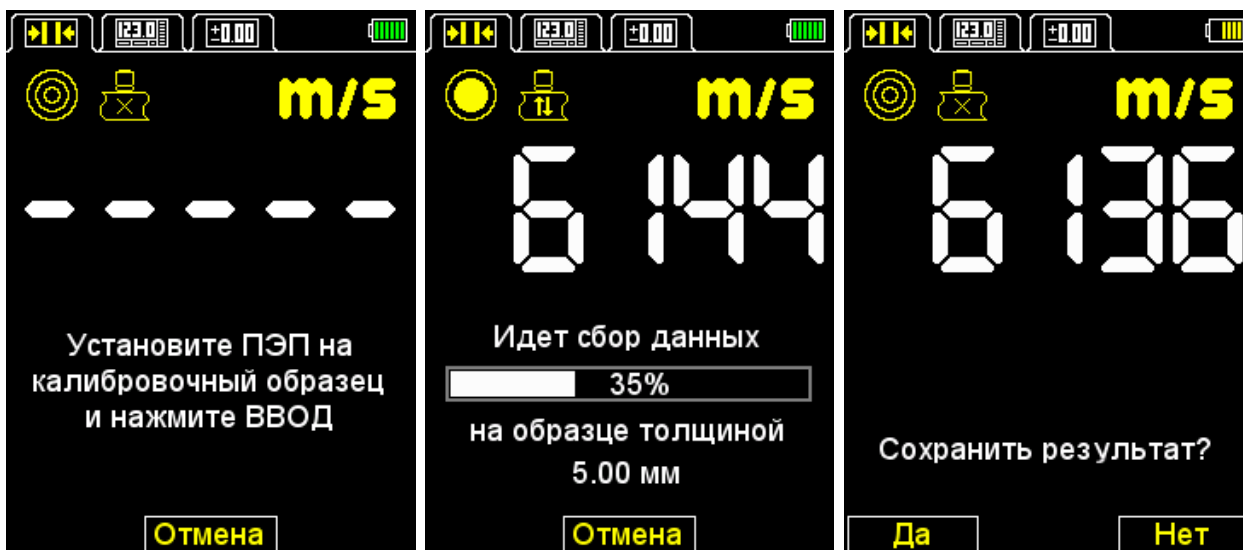 123.0 ±0.00
m/s
- - - - -
Установите ПЭП на
калибровочный образец
и нажмите ВВОД
Отмена
123.0 ±0.00
m/s
6144
Идет сбор данных
35%
на образце толщиной
5.00 мм
Отмена
123.0 ±0.00
m/s
6136
Сохранить результат?
Да Нет